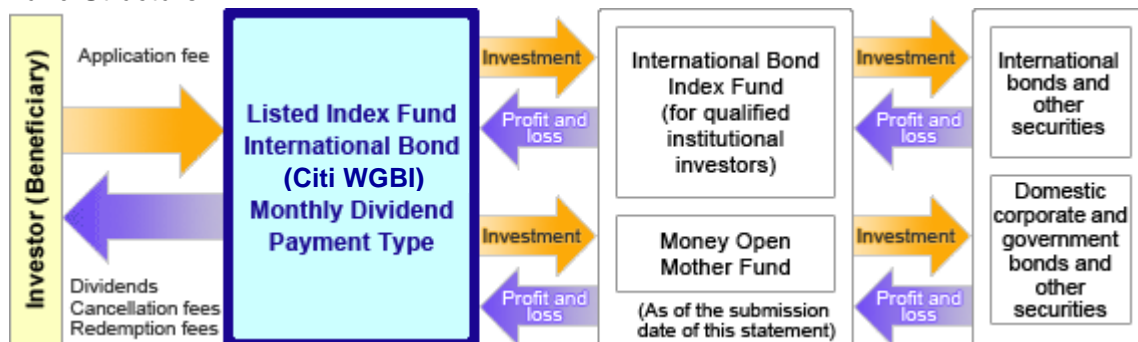 Investor (Beneficiary)
Application fee
Dividends
Cancellation fees
Redemption fees
Listed Index Fund
International Bond
(Citi WGBI)
Monthly Dividend
Payment Type
Investment
Profit and
loss
Investment
Profit and
loss
International Bond
Index Fund
(for qualified
institutional
investors)
Money Open
Mother Fund
(As of the submission
date of this statement)
Investment
Profit and
loss
Investment
Profit and
loss
International
bonds and
other
securities
Domestic
corporate and
government
bonds and
other
securities